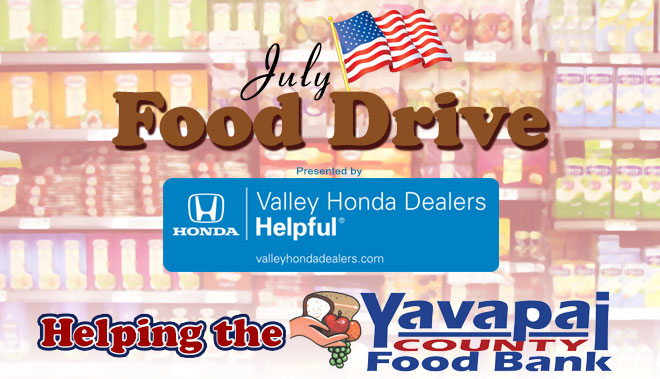 July
Food Drive
Presented by
Valley Honda Dealers
HONDA
Helpful®
valleyhondadealers.com
Helping the
Yavapai
COUNTY
Food Bank